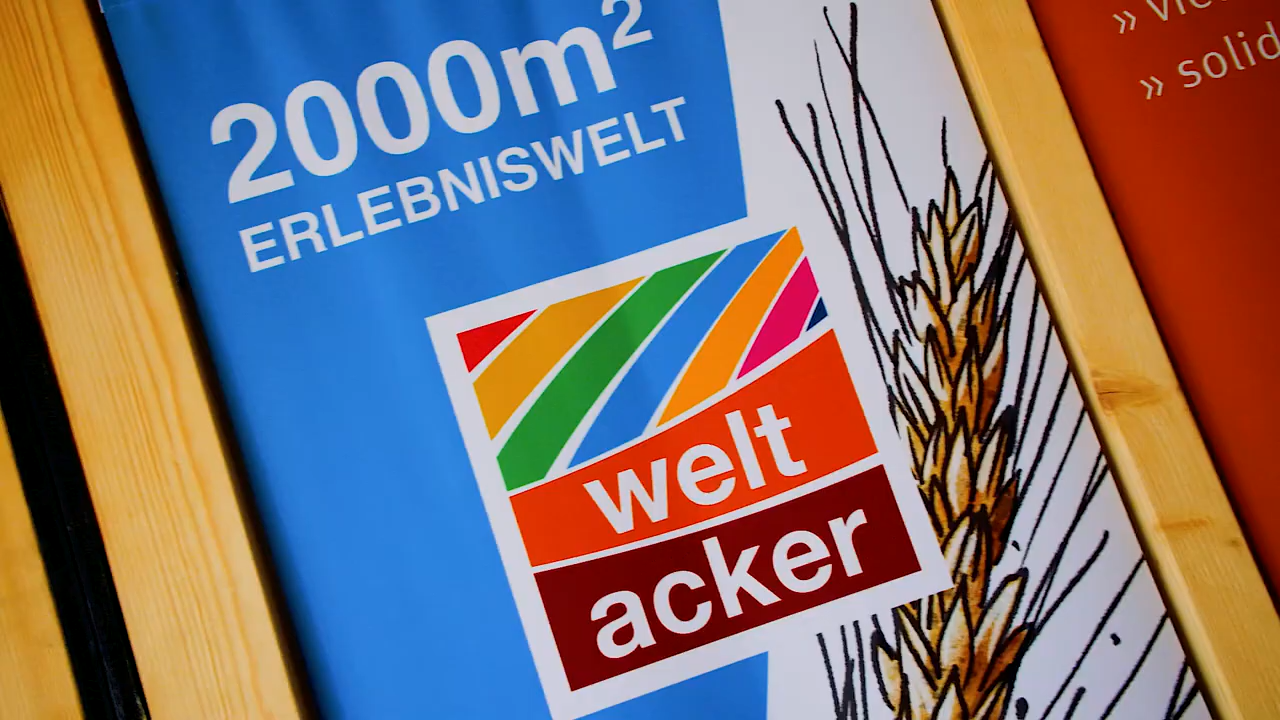 2000m²
ERLEBNISWELT
welt
acker
»
» solid